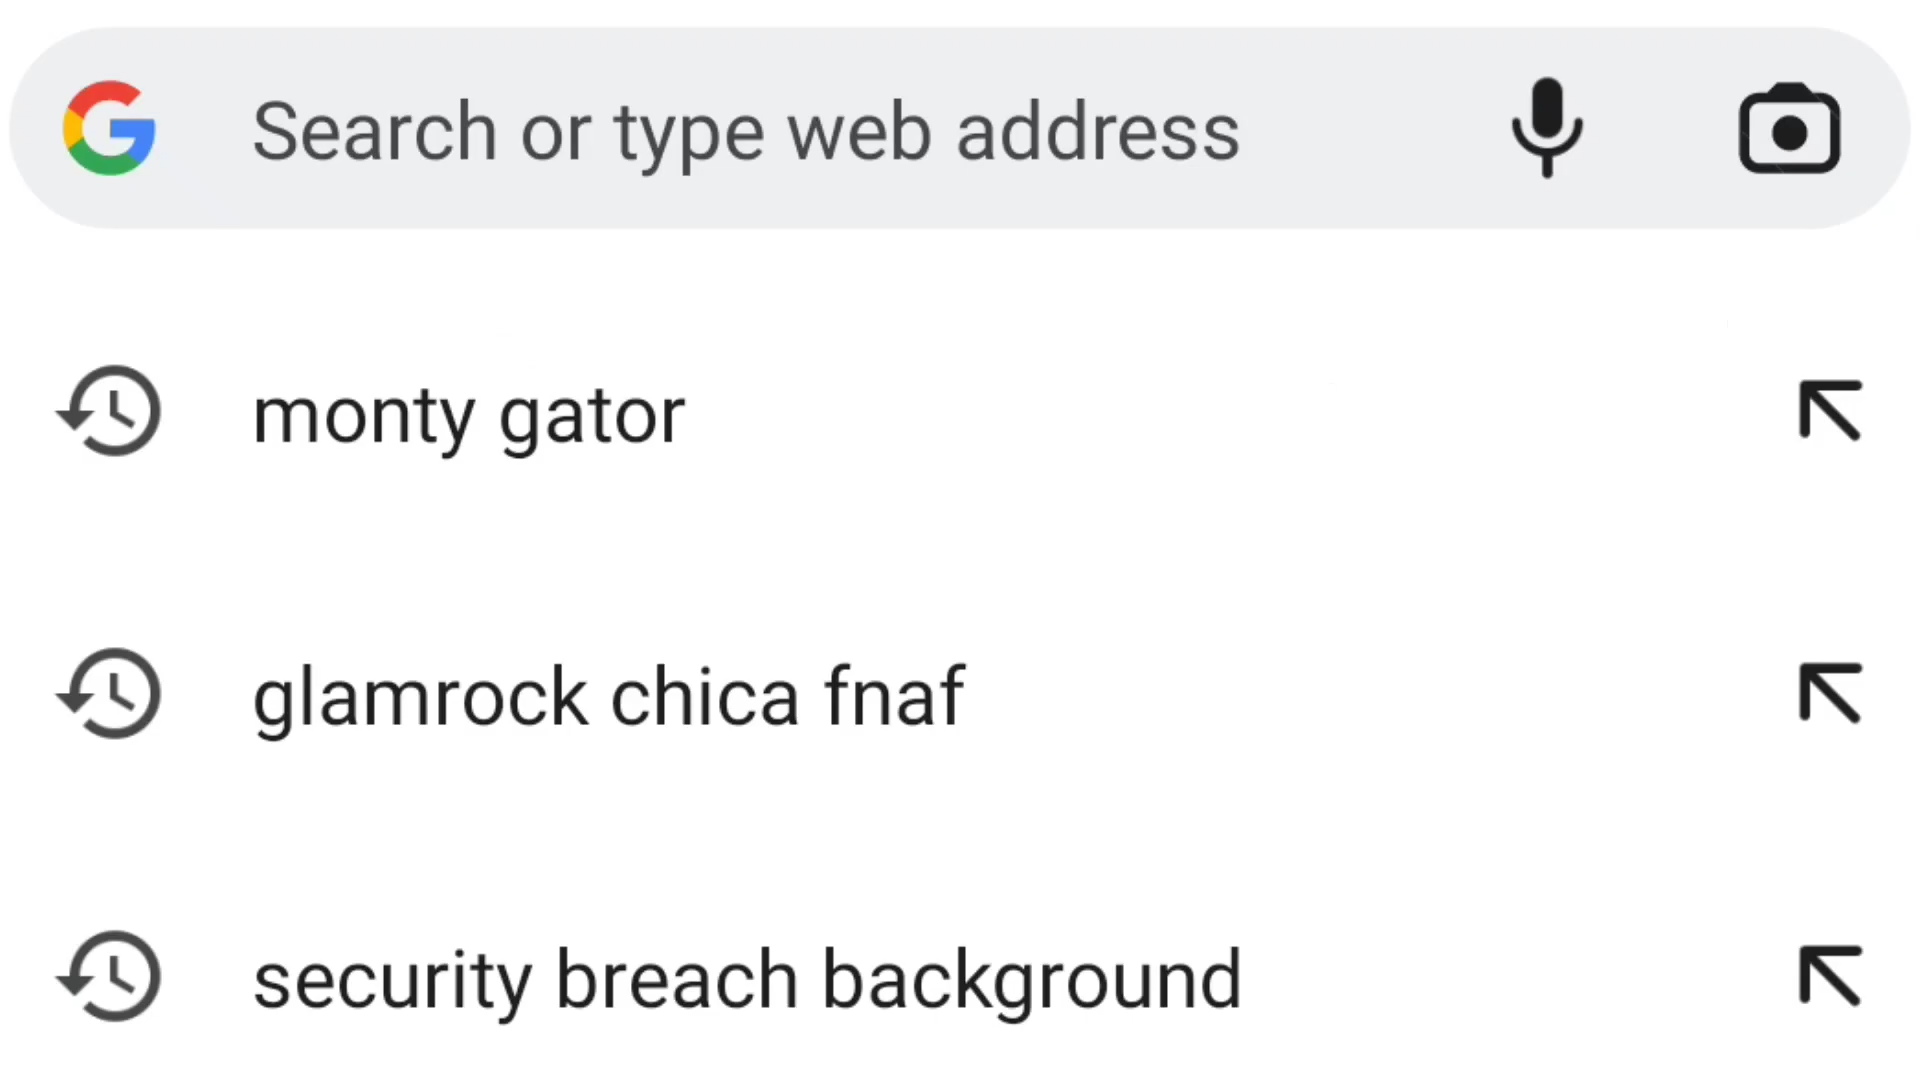 Search or type web address
monty gator
glamrock chica fnaf
security breach background